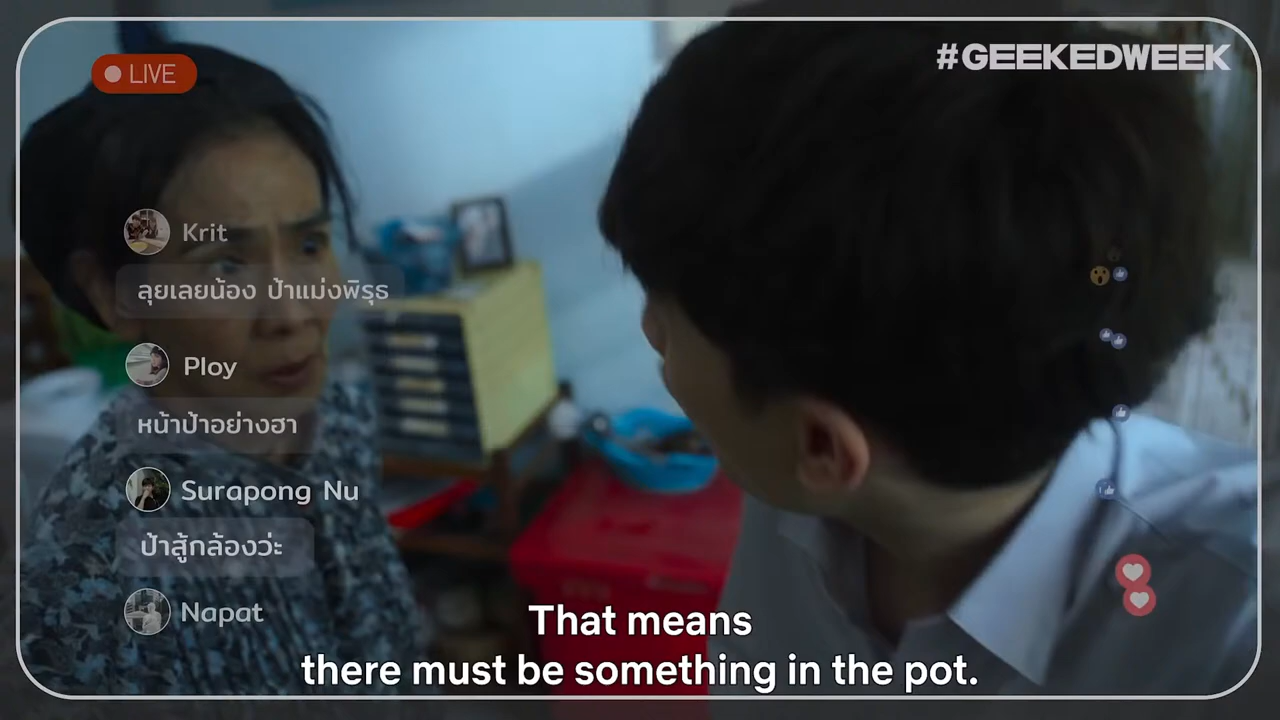 LIVE
#GEEKEDWEEK
Krit
ลุยเลยน้อง ป้าแม่งพิรุธ
Ploy
หน้าป้าอย่างฮา
Surapong Nu
ป้าสู้กล้องว่ะ
Napat
That means
there must be something in the pot.